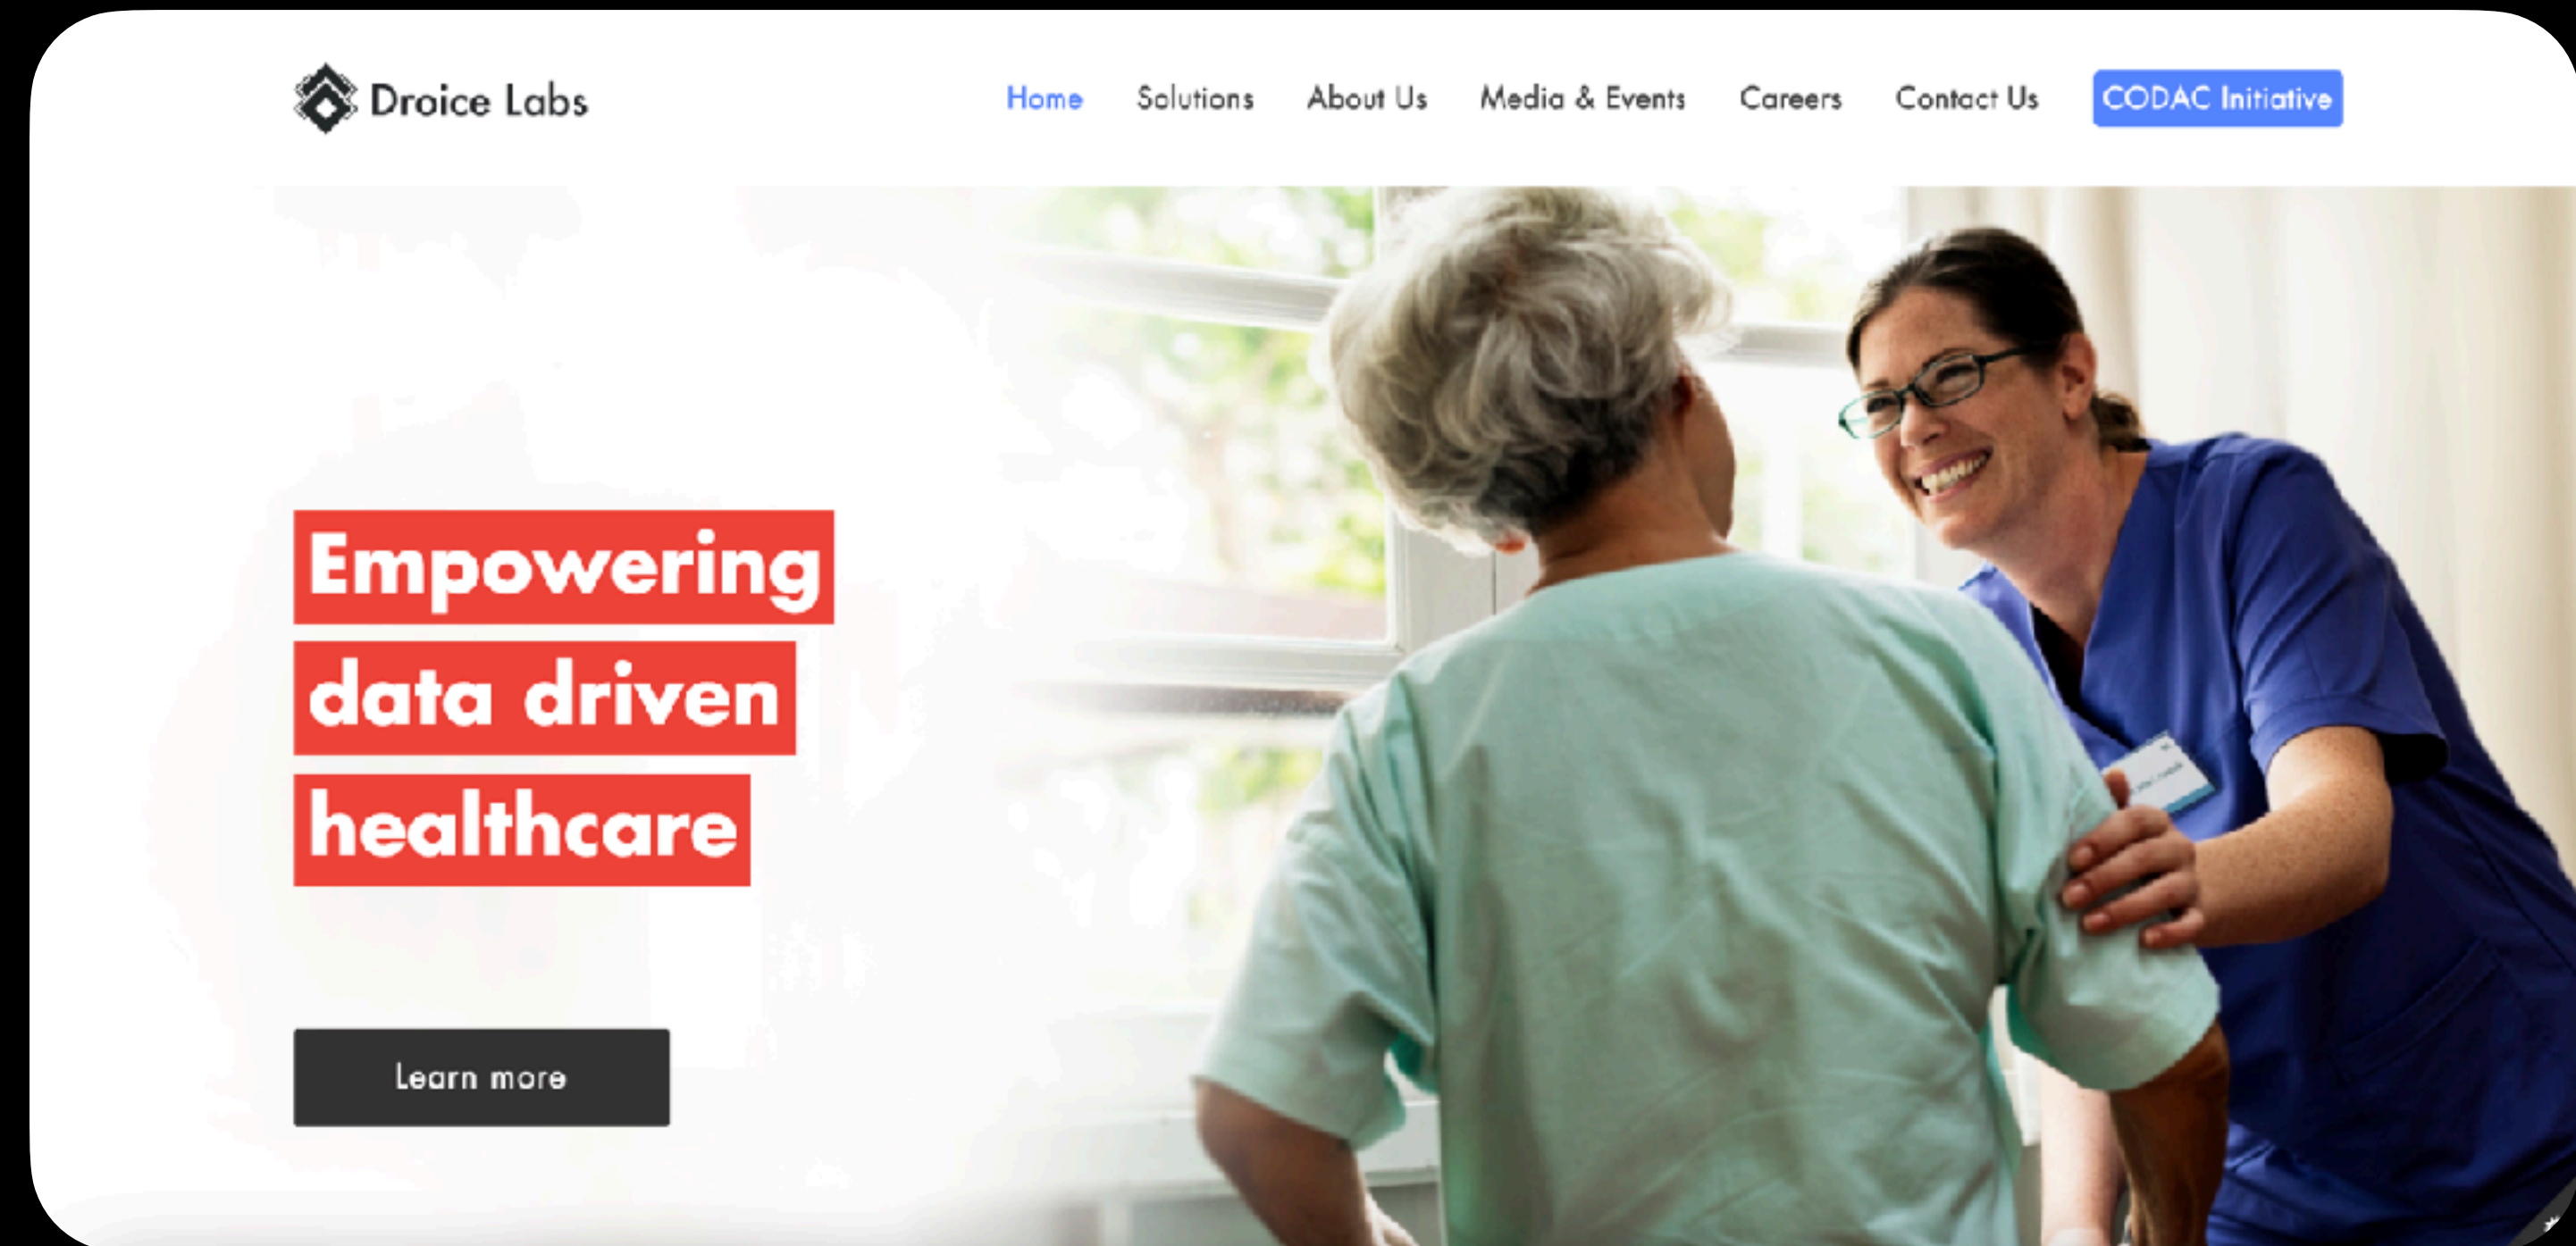 Droice Labs
Home Solutions About Us Media & Events Careers Contact Us CODAC Initiative
Empowering
data driven
healthcare
Learn more